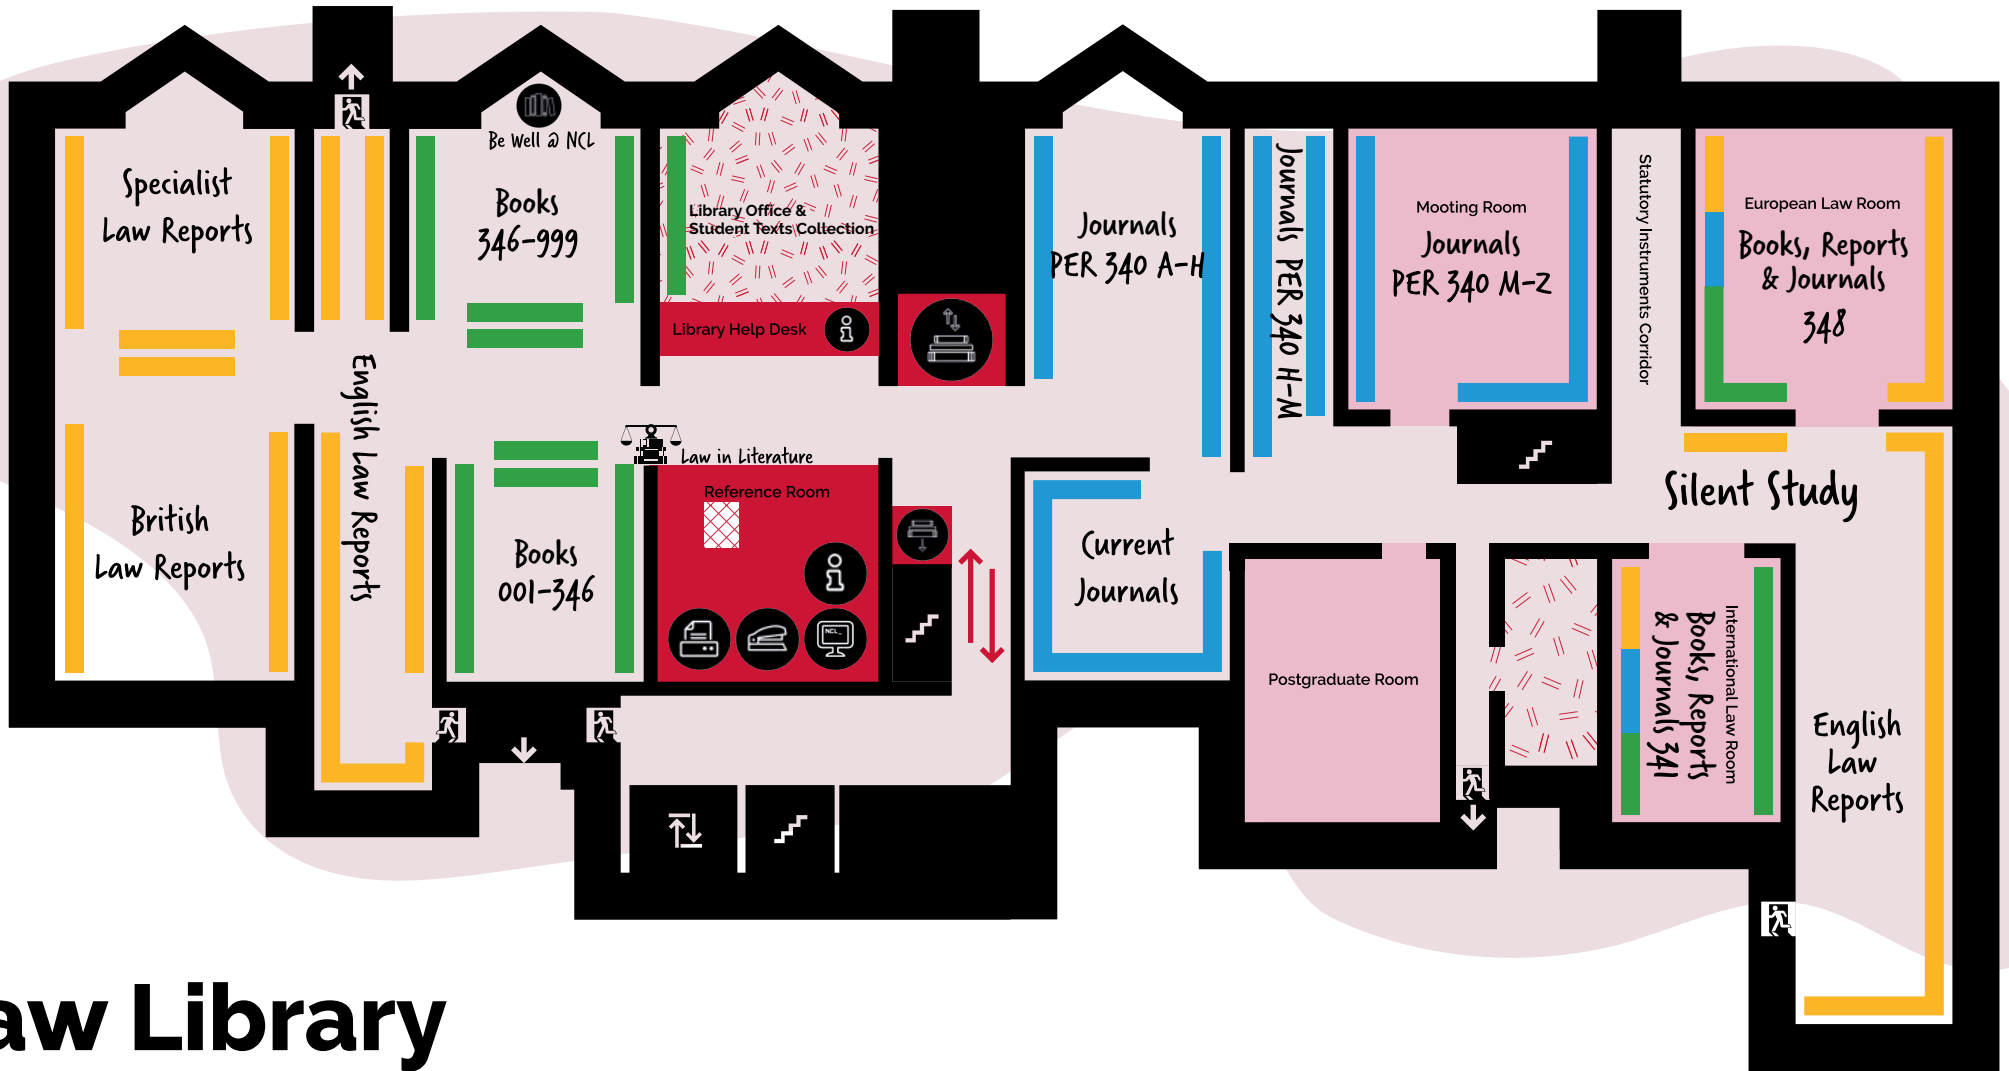 Be Well @ NCL
Specialist
Law Reports
Books
346-999
Library Office &
Student Texts Collection
Library Help Desk
Journals
PER 340 A-H
Journals PER 340 H-M
Mooting Room
Journals
PER 340 M-Z
Statutory Instruments Corridor
European Law Room
Books, Reports
& Journals
348
English Law Reports
Law in Literature
Reference Room
NCL_
British
Law Reports
Books
001-346
Current
Journals
Silent Study
Postgraduate Room
International Law Room
Books, Reports
& Journals 341
English
Law
Reports
aw Library